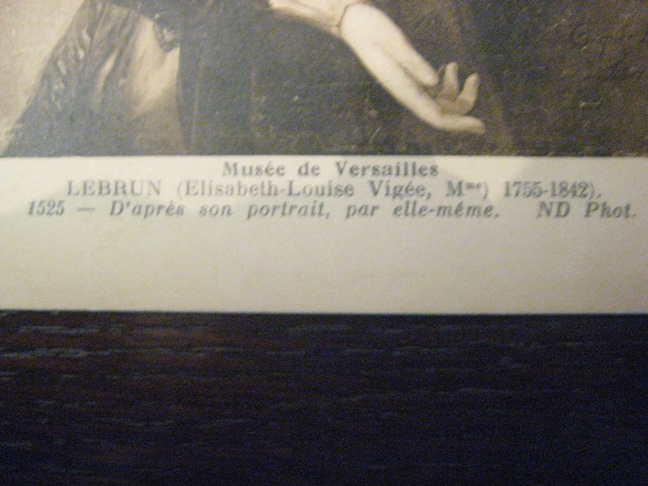 Musée de Versailles
LEBRUN (Elisabeth-Louise Vigée, Mme) 1755-1842).
1525 — D'après son portrait, par elle-même. ND Phot.